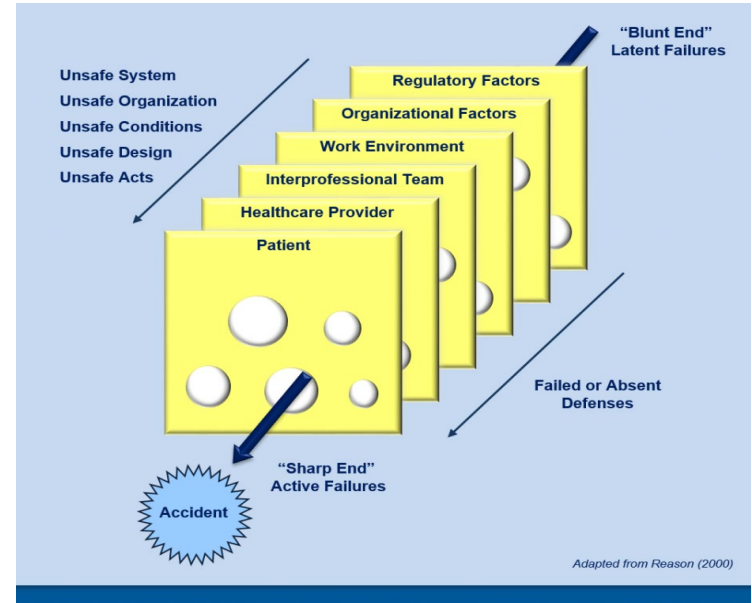 “Blunt End”
Latent Failures
Unsafe System
Unsafe Organization
Unsafe Conditions
Unsafe Design
Unsafe Acts
Regulatory Factors
Organizational Factors
Work Environment
Interprofessional Team
Healthcare Provider
Patient
Failed or Absent
Defenses
“Sharp End”
Active Failures
Accident
Adapted from Reason (2000)